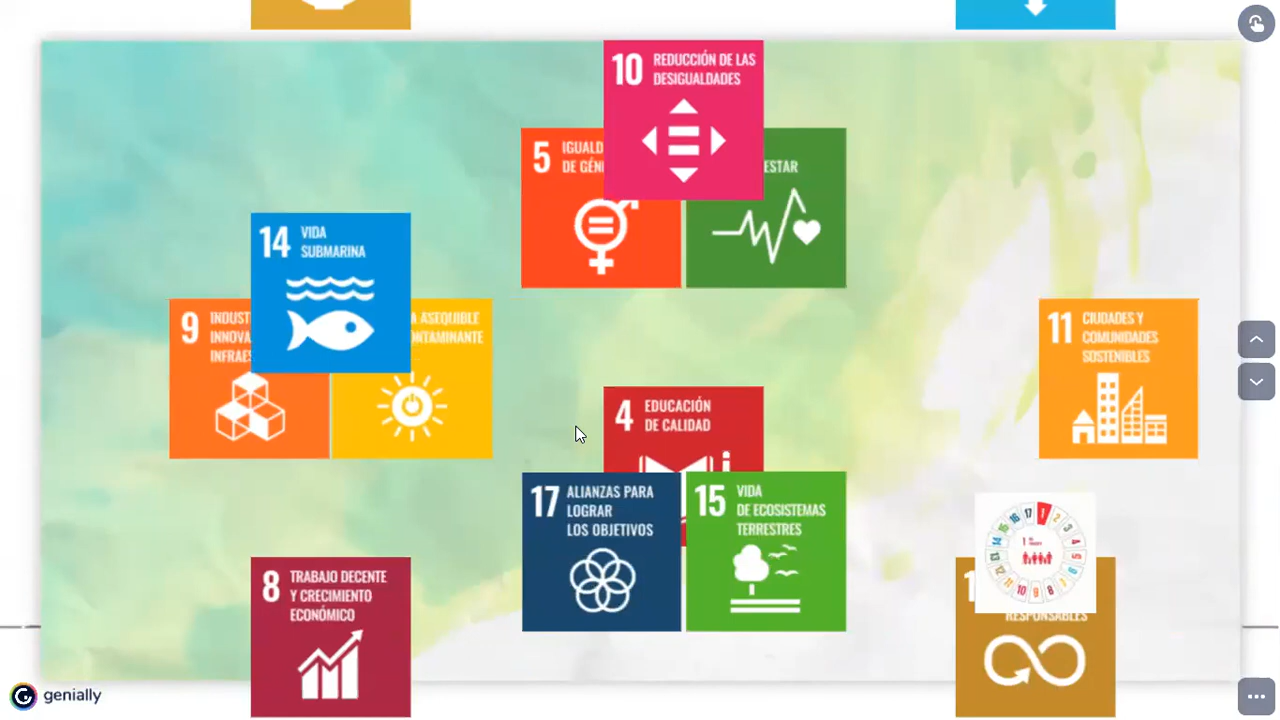 10 REDUCCIÓN DE LAS
DESIGUALDADES
5 IGUALD
DE GÉN
ESTAR
14 VIDA
SUBMARINA
9 INDUST
INNOVA
INFRAES
A ASEQUIBLE
ONTAMINANTE
11 CIUDADES Y
COMUNIDADES
SOSTENIBLES
4 EDUCACIÓN
DE CALIDAD
17 ALIANZAS PARA
LOGRAR
LOS OBJETIVOS
15 VIDA
DE ECOSISTEMAS
TERRESTRES
8 TRABAJO DECENTE
Y CRECIMIENTO
ECONÓMICO
RESPONSABLES
genially